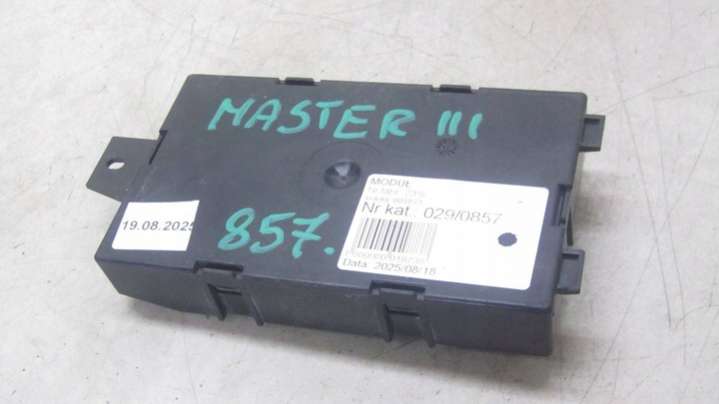 MASTER III
857.
19.08.2025
MODUE
Nr kat.: 029/0857
Data: 2025/08/18